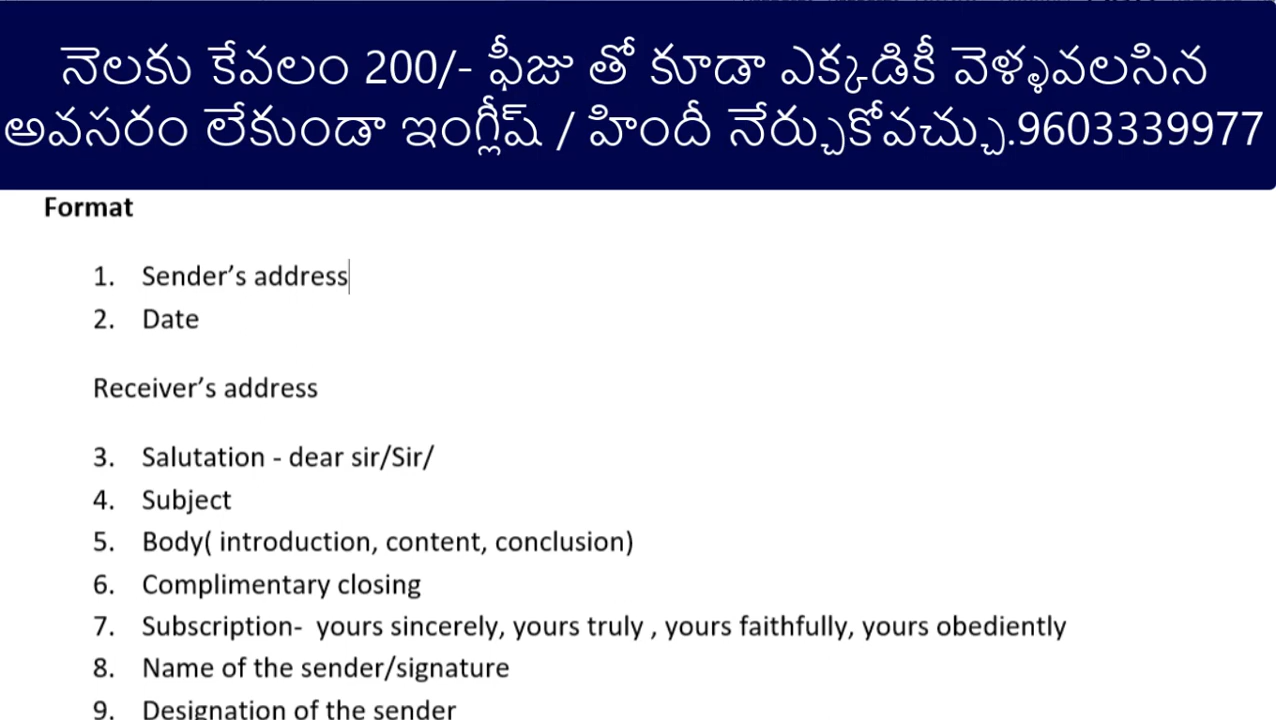 నెలకు కేవలం 200/- ఫీజు తో కూడా ఎక్కడికీ వెళ్ళవలసిన
అవసరం లేకుండా ఇంగ్లీష్ / హిందీ నేర్చుకోవచ్చు.9603339977
Format
1. Sender's address
2. Date
Receiver's address
3. Salutation - dear sir/Sir/
4. Subject
5. Body( introduction, content, conclusion)
6. Complimentary closing
7. Subscription- yours sincerely, yours truly , yours faithfully, yours obediently
8. Name of the sender/signature
9. Designation of the sender